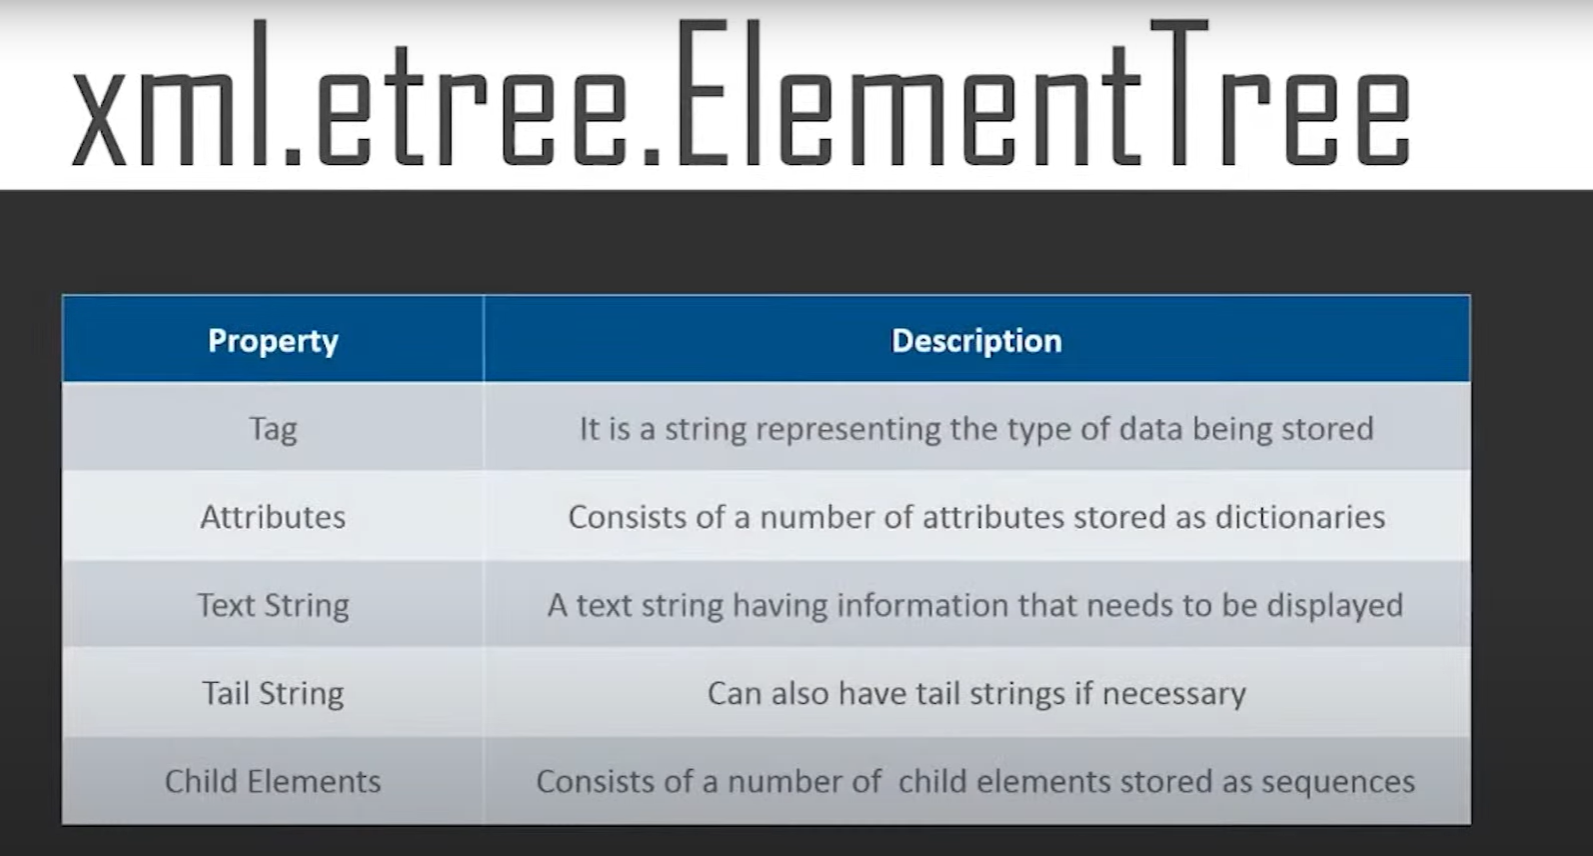 xml.etree.ElementTree
Property Description
Tag It is a string representing the type of data being stored
Attributes Consists of a number of attributes stored as dictionaries
Text String A text string having information that needs to be displayed
Tail String Can also have tail strings if necessary
Child Elements Consists of a number of child elements stored as sequences